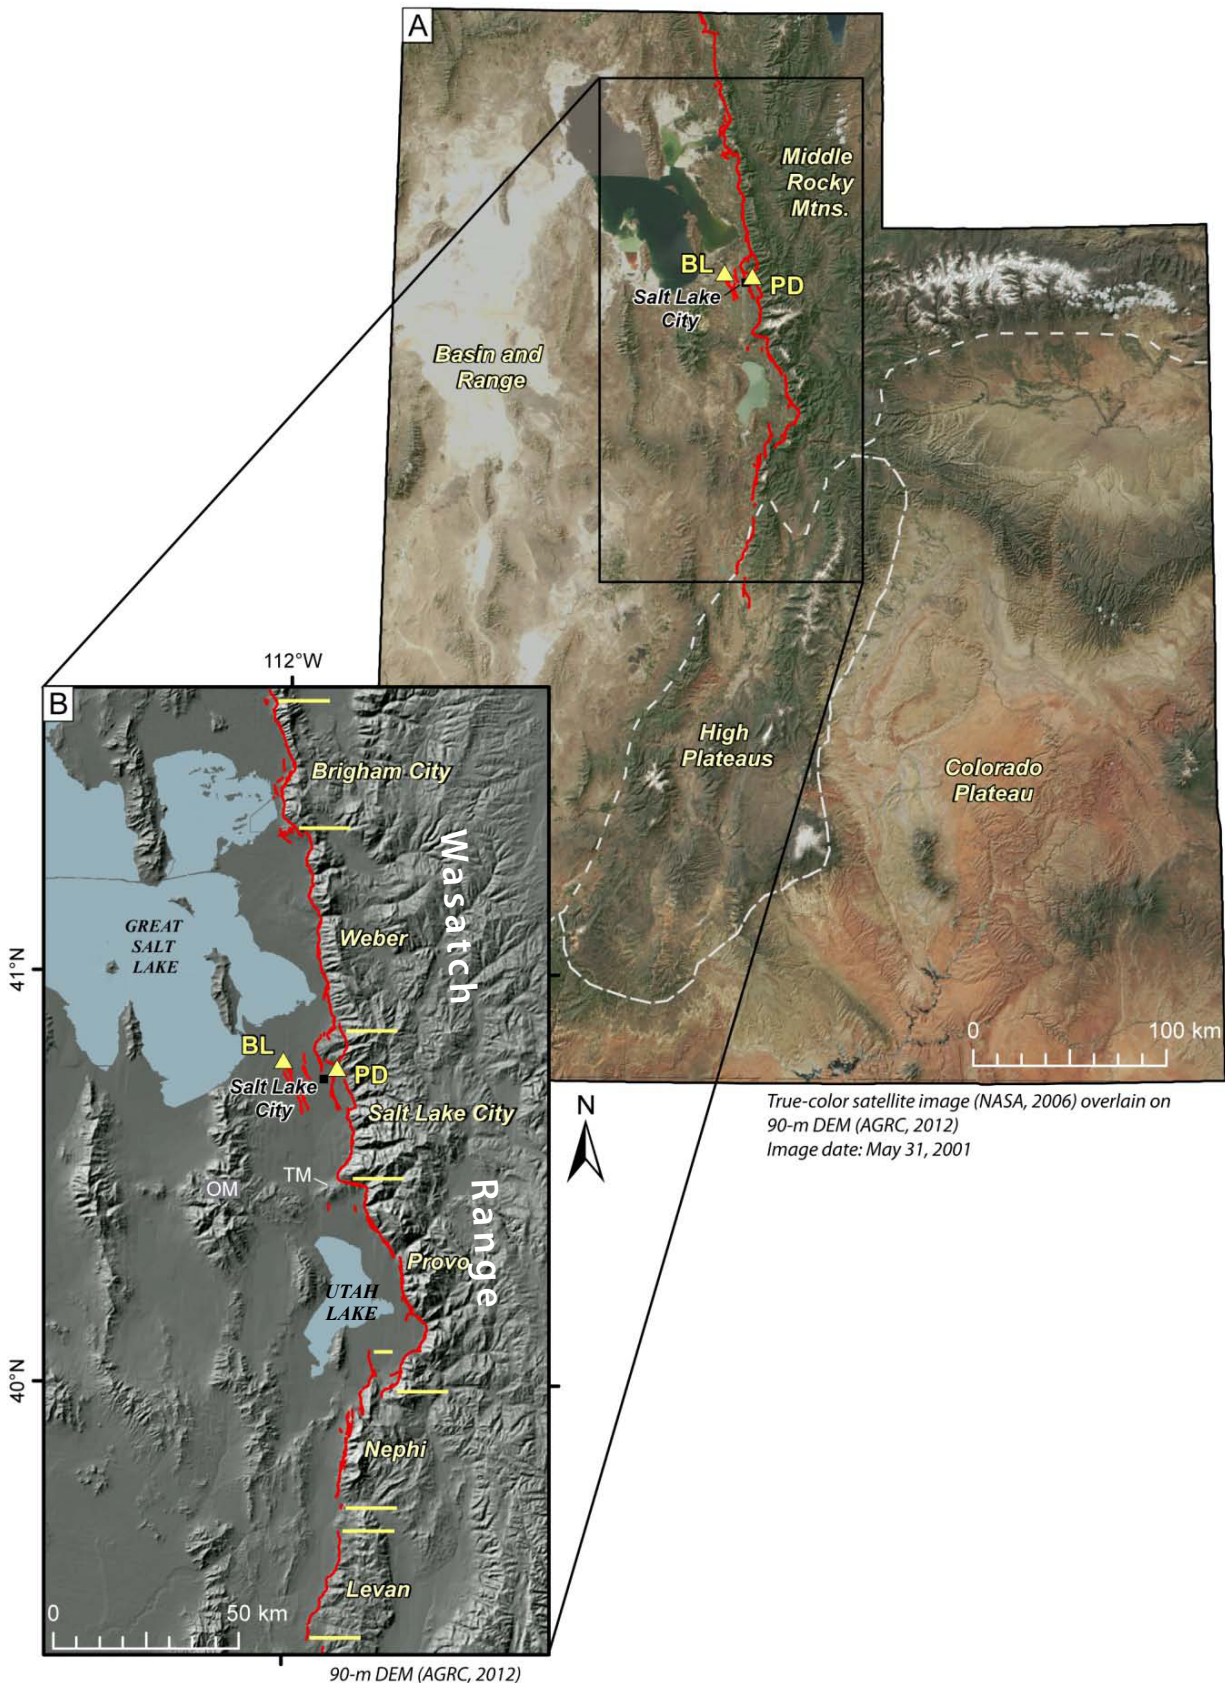 A
Middle
Rocky
Mtns.
BL
PD
Salt Lake
City
Basin and
Range
High
Plateaus
Colorado
Plateau
0 100 km
True-color satellite image (NASA, 2006) overlain on
90-m DEM (AGRC, 2012)
Image date: May 31, 2001
N
112°W
B
Brigham City
Wasatch
GREAT
SALT
LAKE
Weber
41°N
BL
PD
Salt Lake
City
Salt Lake City
TM
OM
Range
Provo
UTAH
LAKE
40°N
Nephi
Levan
0 50 km
90-m DEM (AGRC, 2012)